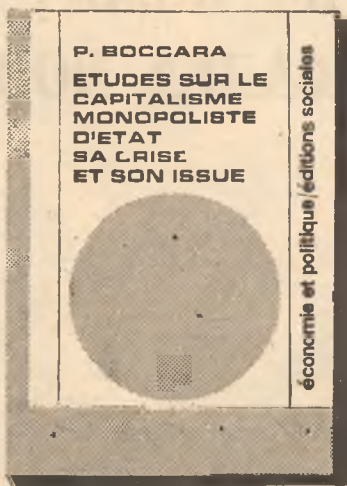 P. BOCCARA
ETUDES SUR LE
CAPITALISME
MONOPOLISTE
D'ETAT
SA CRISE
ET SON ISSUE
économie et politique/éditions sociales